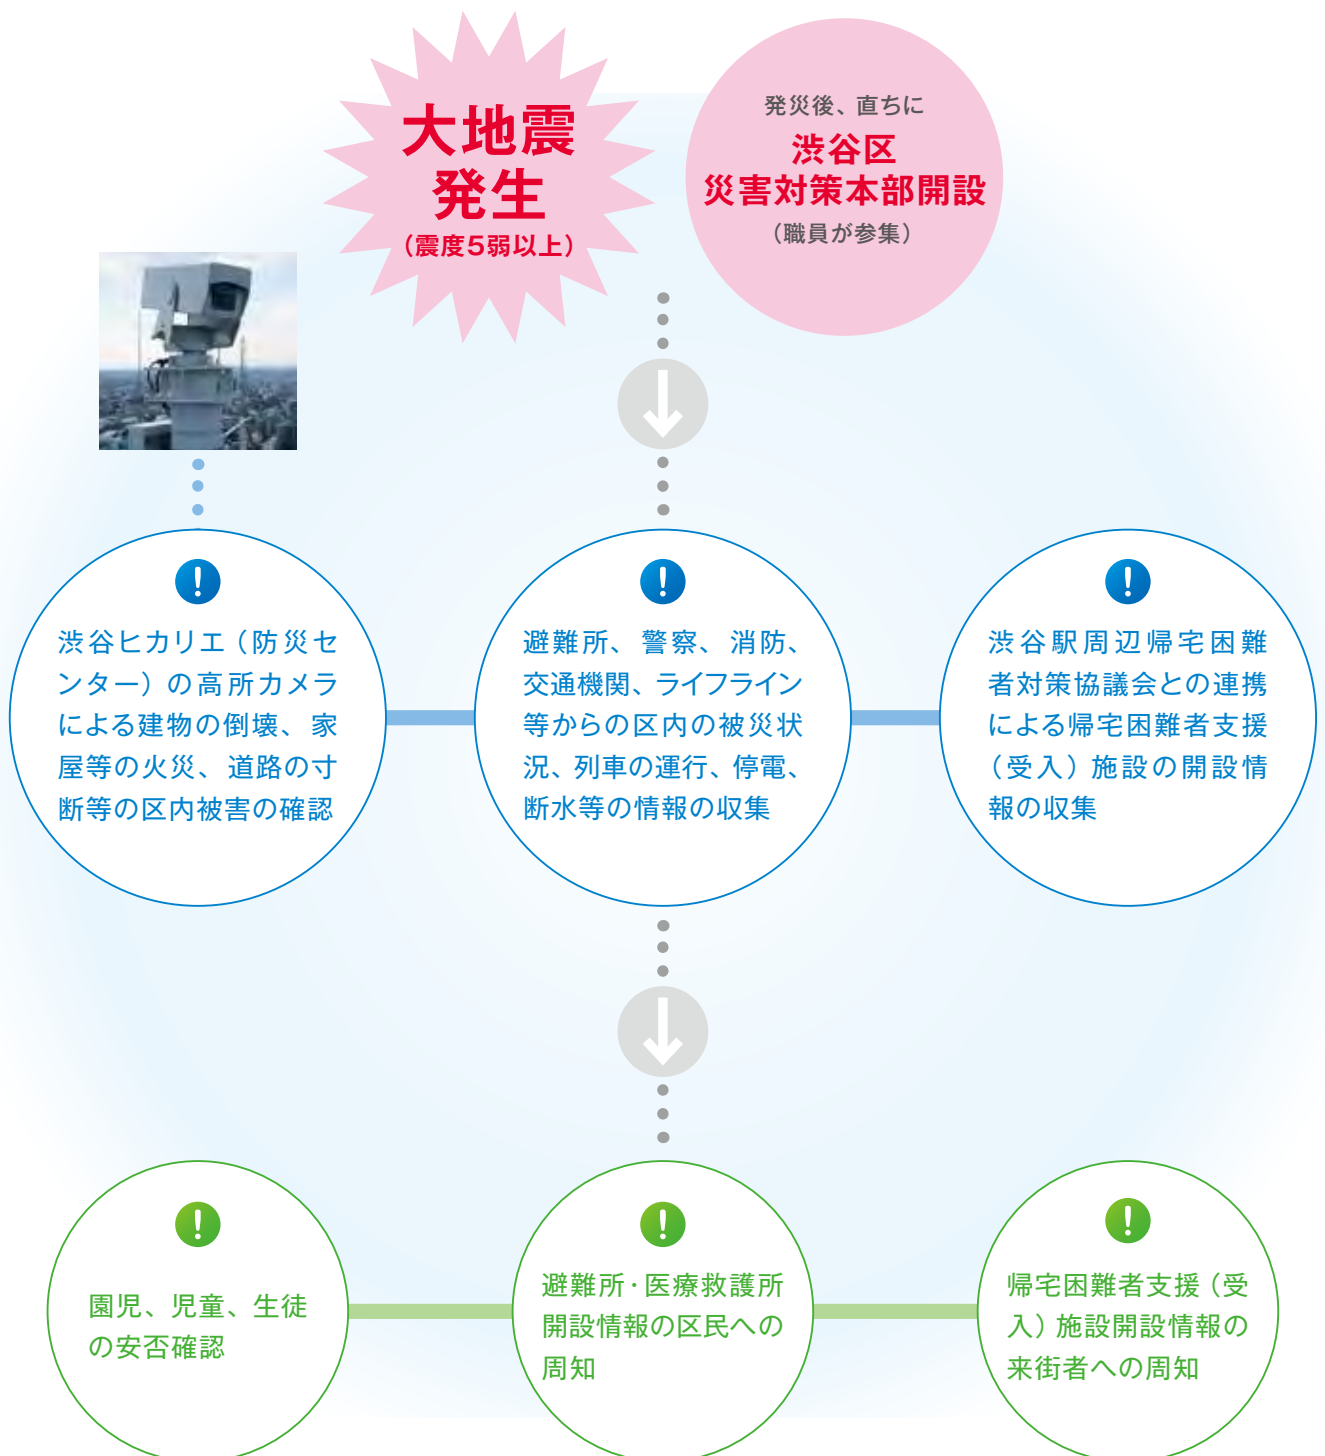 大地震
発生
（震度5弱以上）
発災後、直ちに
渋谷区
災害対策本部開設
（職員が参集）
渋谷ヒカリエ（防災セ
ンター）の高所カメラ
による建物の倒壊、家
屋等の火災、道路の寸
断等の区内被害の確認
避難所、警察、消防、
交通機関、ライフライン
等からの区内の被災状
況、列車の運行、停電、
断水等の情報の収集
渋谷駅周辺帰宅困難
者対策協議会との連携
による帰宅困難者支援
（受入）施設の開設情
報の収集
園児、児童、生徒
の安否確認
避難所・医療救護所
開設情報の区民への
周知
帰宅困難者支援（受
入）施設開設情報の
来街者への周知